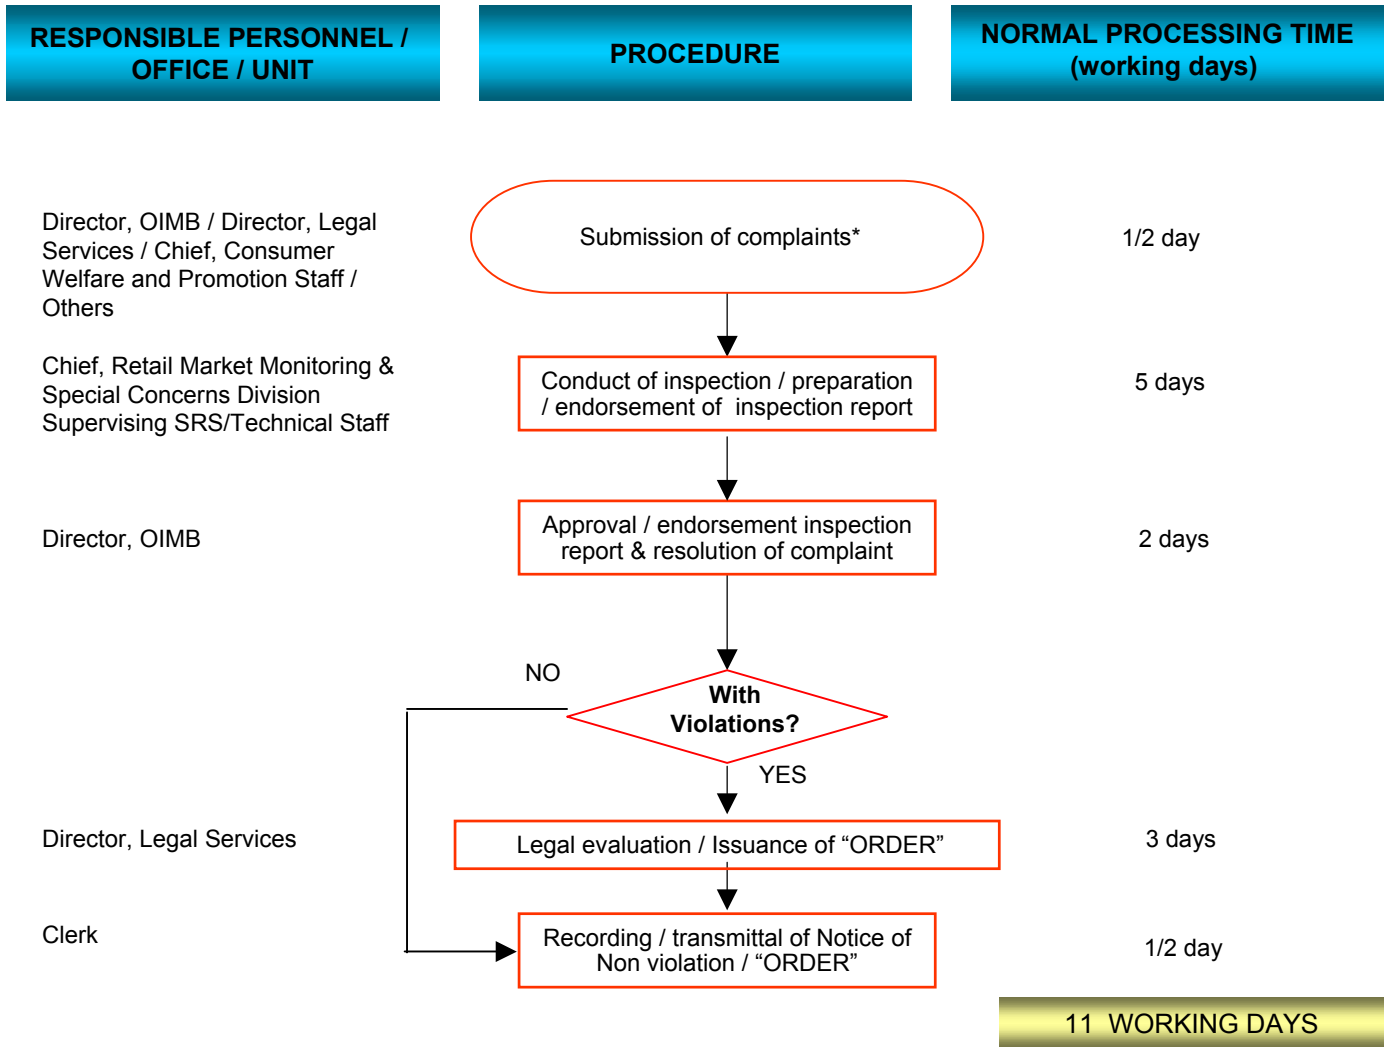 RESPONSIBLE PERSONNEL /
OFFICE / UNIT
PROCEDURE
NORMAL PROCESSING TIME
(working days)
Director, OIMB / Director, Legal
Services / Chief, Consumer
Welfare and Promotion Staff /
Others
Submission of complaints*
1/2 day
Chief, Retail Market Monitoring &
Special Concerns Division
Supervising SRS/Technical Staff
Conduct of inspection / preparation
/ endorsement of inspection report
5 days
Director, OIMB
Approval / endorsement inspection
report & resolution of complaint
2 days
NO
With
Violations?
YES
Director, Legal Services
Legal evaluation / Issuance of “ORDER”
3 days
Clerk
Recording / transmittal of Notice of
Non violation / “ORDER”
1/2 day
11 WORKING DAYS